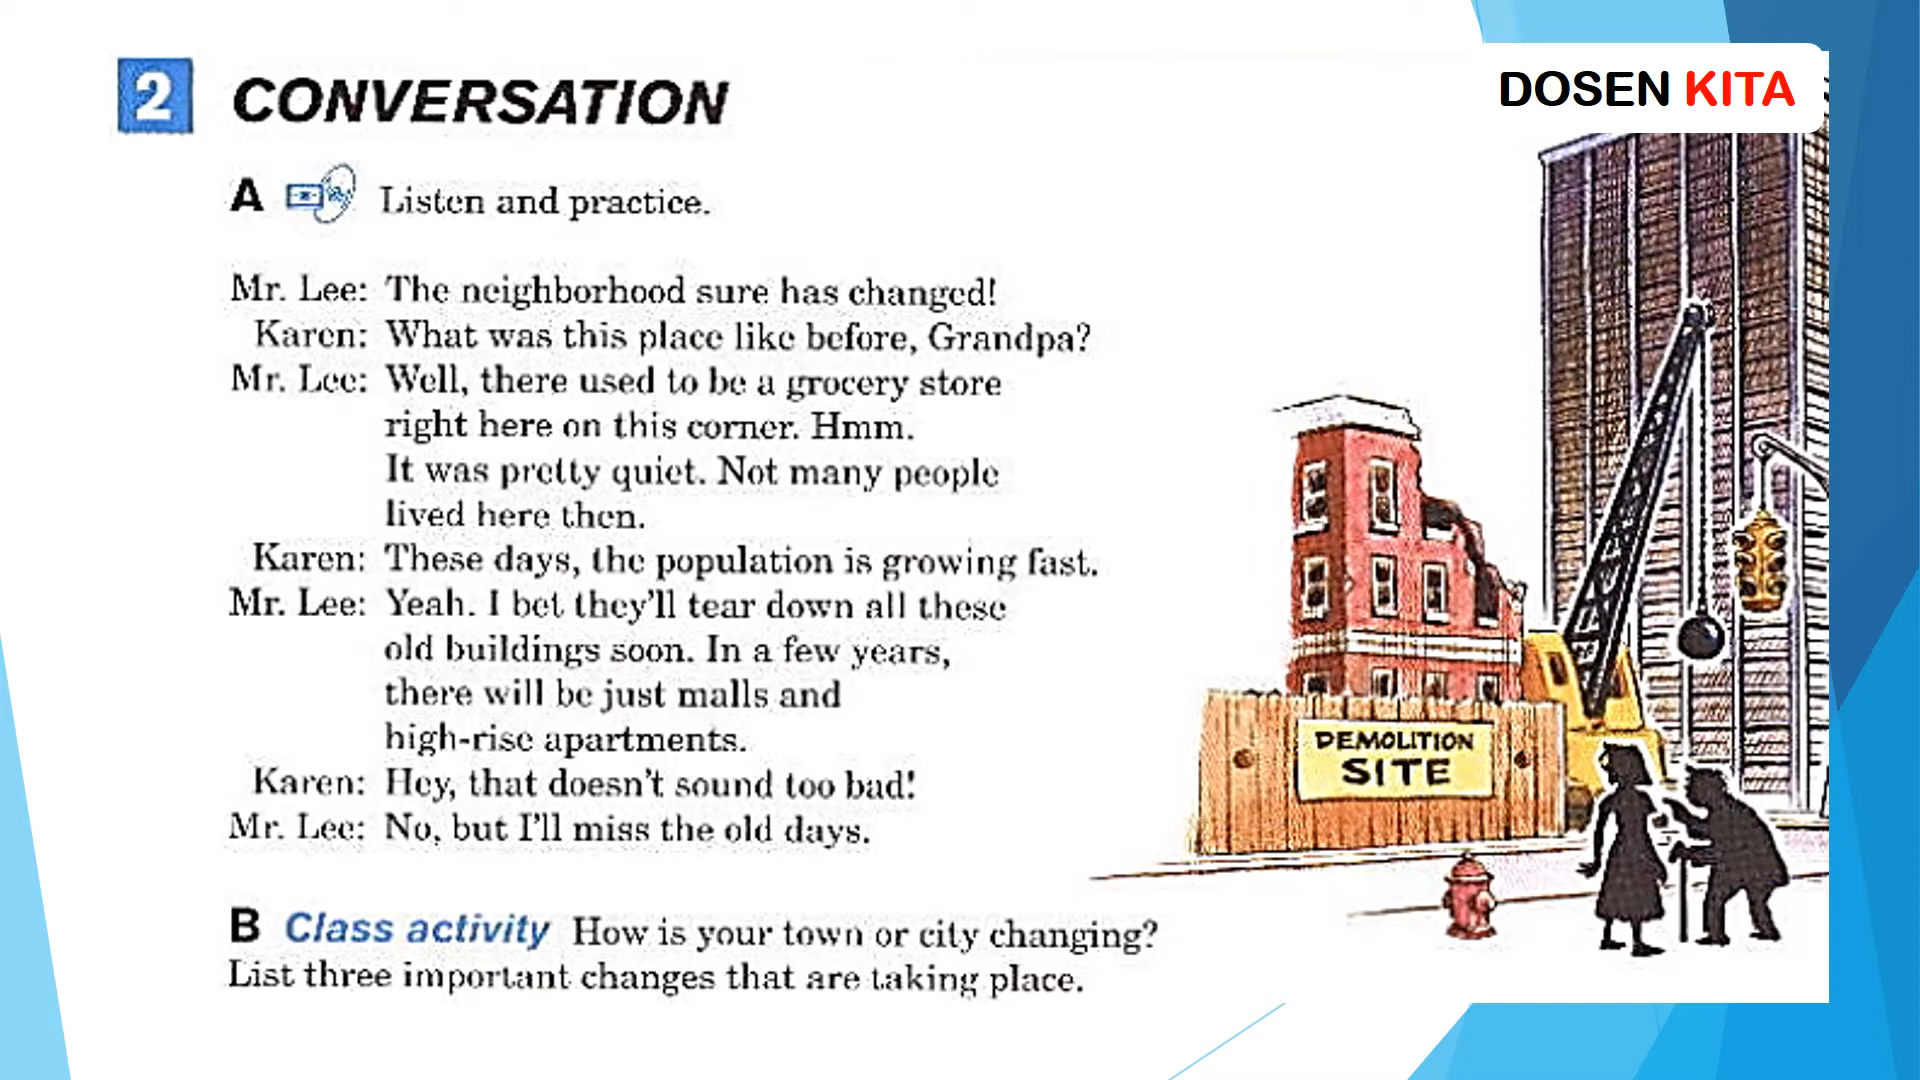 DOSEN KITA
2 CONVERSATION
A Listen and practice.
Mr. Lee: The neighborhood sure has changed!
Karen: What was this place like before, Grandpa?
Mr. Lee: Well, there used to be a grocery store
right here on this corner. Hmm.
It was pretty quiet. Not many people
lived here then.
Karen: These days, the population is growing fast.
Mr. Lee: Yeah. I bet they'll tear down all these
old buildings soon. In a few years,
there will be just malls and
high-rise apartments.
Karen: Hey, that doesn't sound too bad!
Mr. Lee: No, but I'll miss the old days.
DEMOLITION
SITE
B Class activity How is your town or city changing?
List three important changes that are taking place.